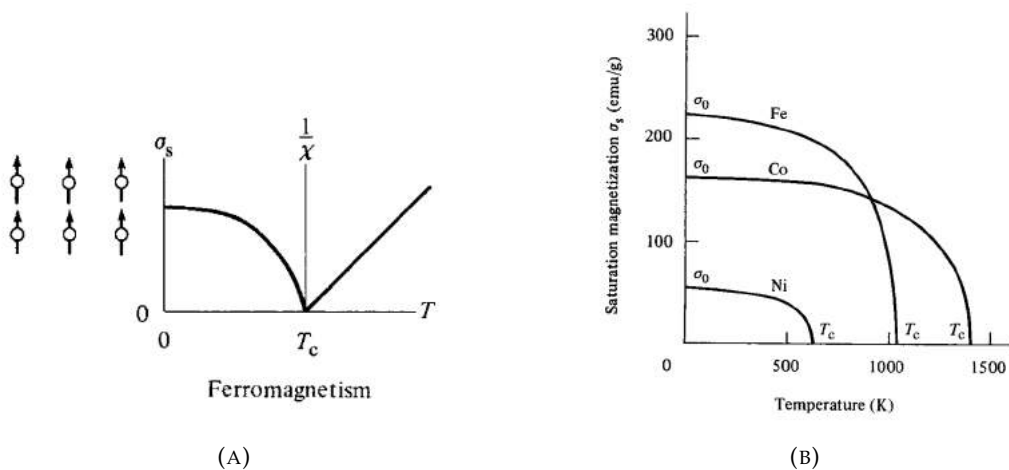 σs
1/χ
0
T
0
Tc
Ferromagnetism
(A)
Saturation magnetization σs (emu/g)
300
200
100
0
σ0
Fe
σ0
Co
σ0
Ni
Tc
Tc
Tc
500
1000
1500
Temperature (K)
(B)